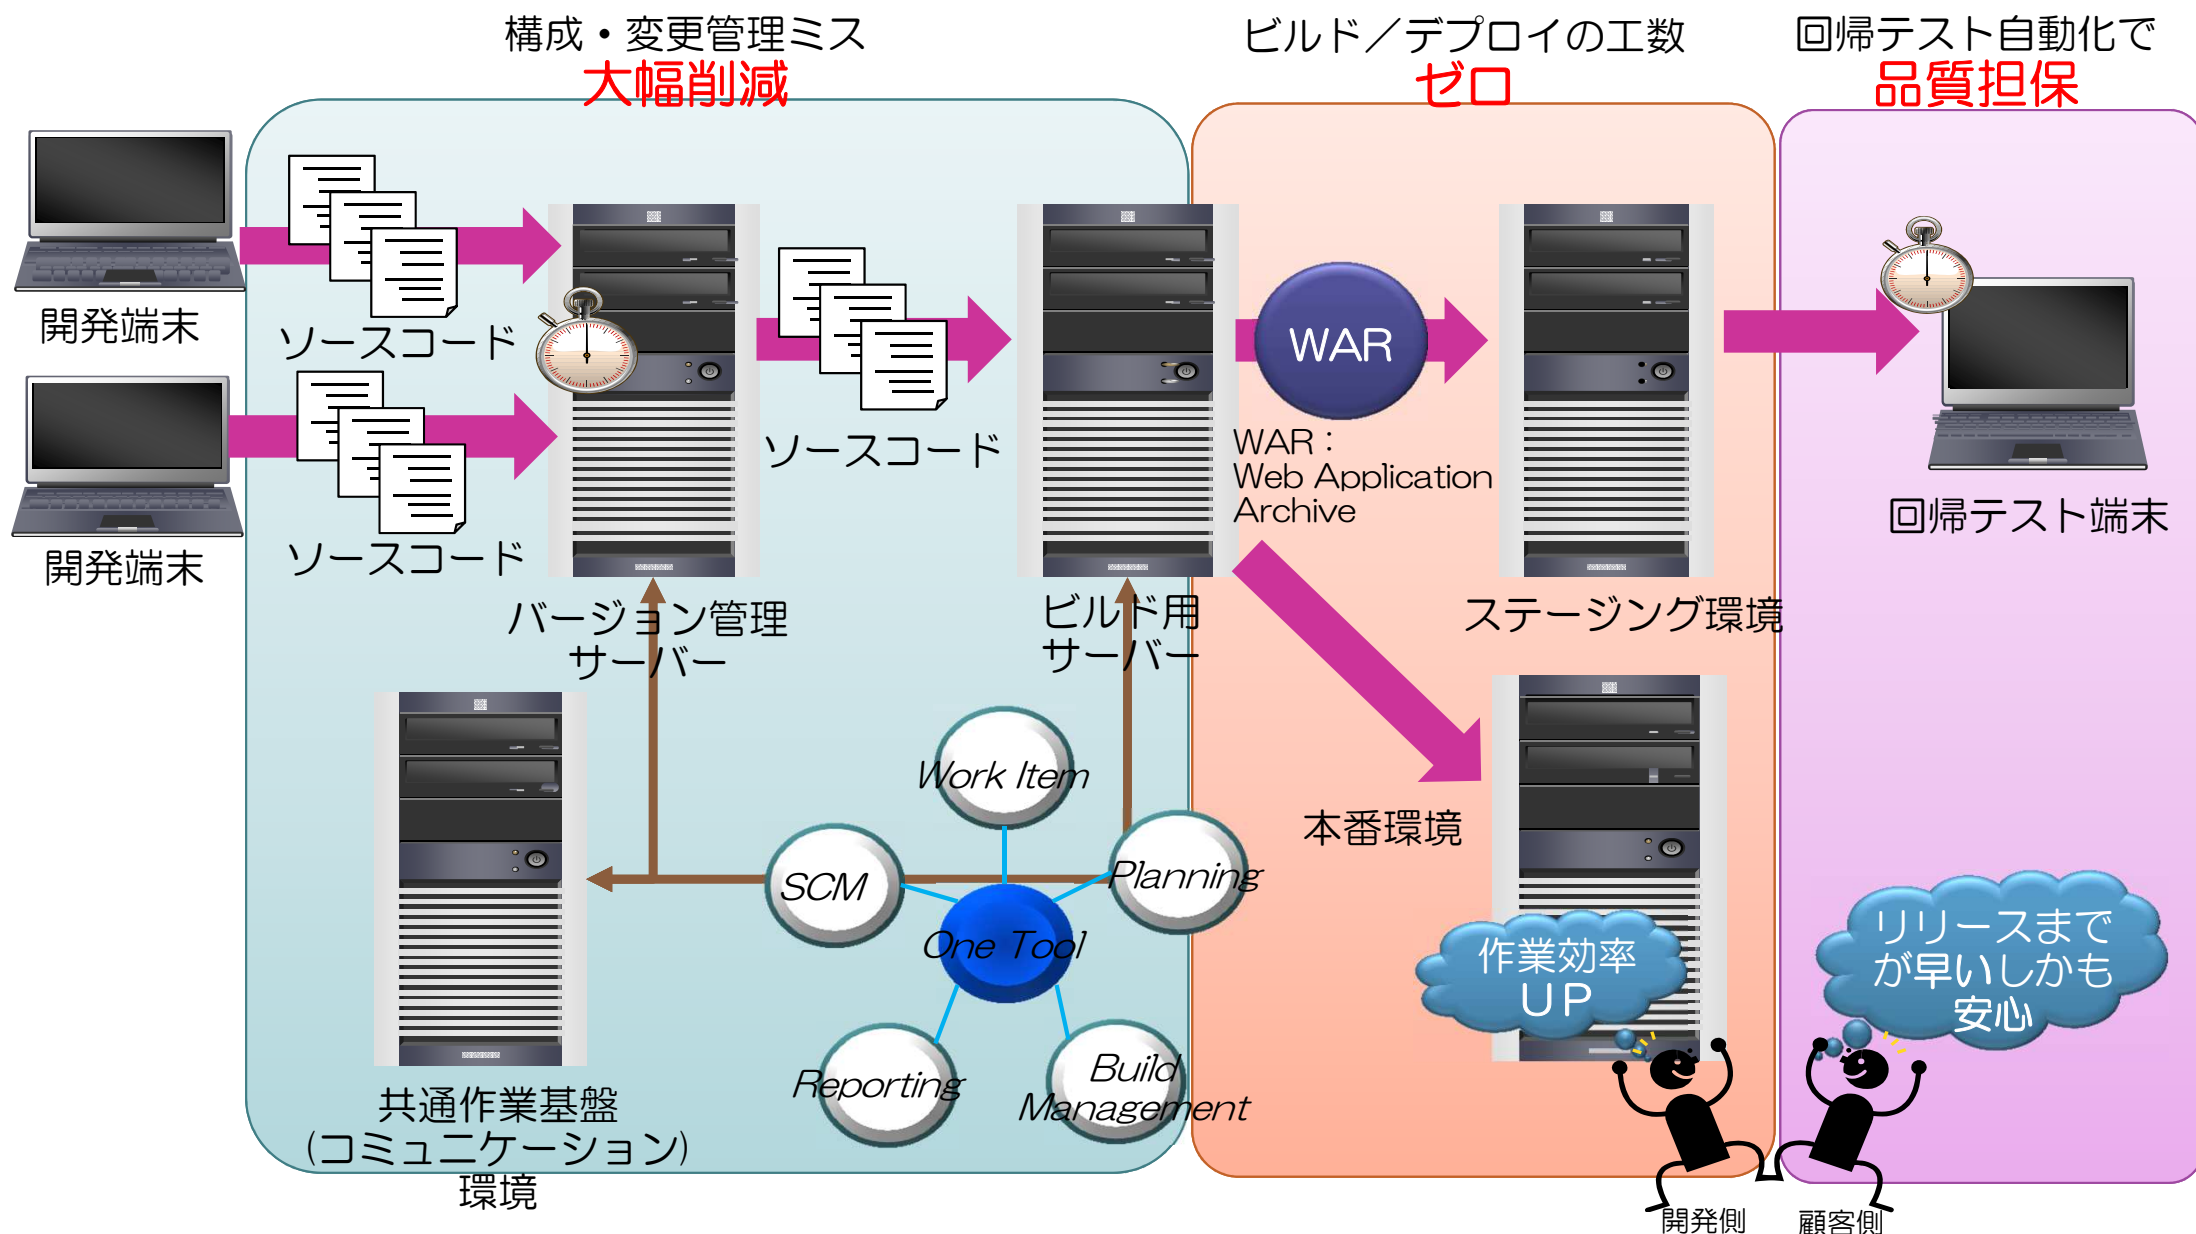 構成・変更管理ミス
大幅削減
ビルド／デプロイの工数
ゼロ
回帰テスト自動化で
品質担保
開発端末
ソースコード
開発端末
ソースコード
バージョン管理
サーバー
ソースコード
ビルド用
サーバー
WAR
WAR：
Web Application
Archive
ステージング環境
回帰テスト端末
本番環境
共通作業基盤
(コミュニケーション)
環境
Work Item
SCM
Planning
One Tool
Reporting
Build
Management
作業効率
ＵＰ
リリースまで
が早いしかも
安心
開発側
顧客側